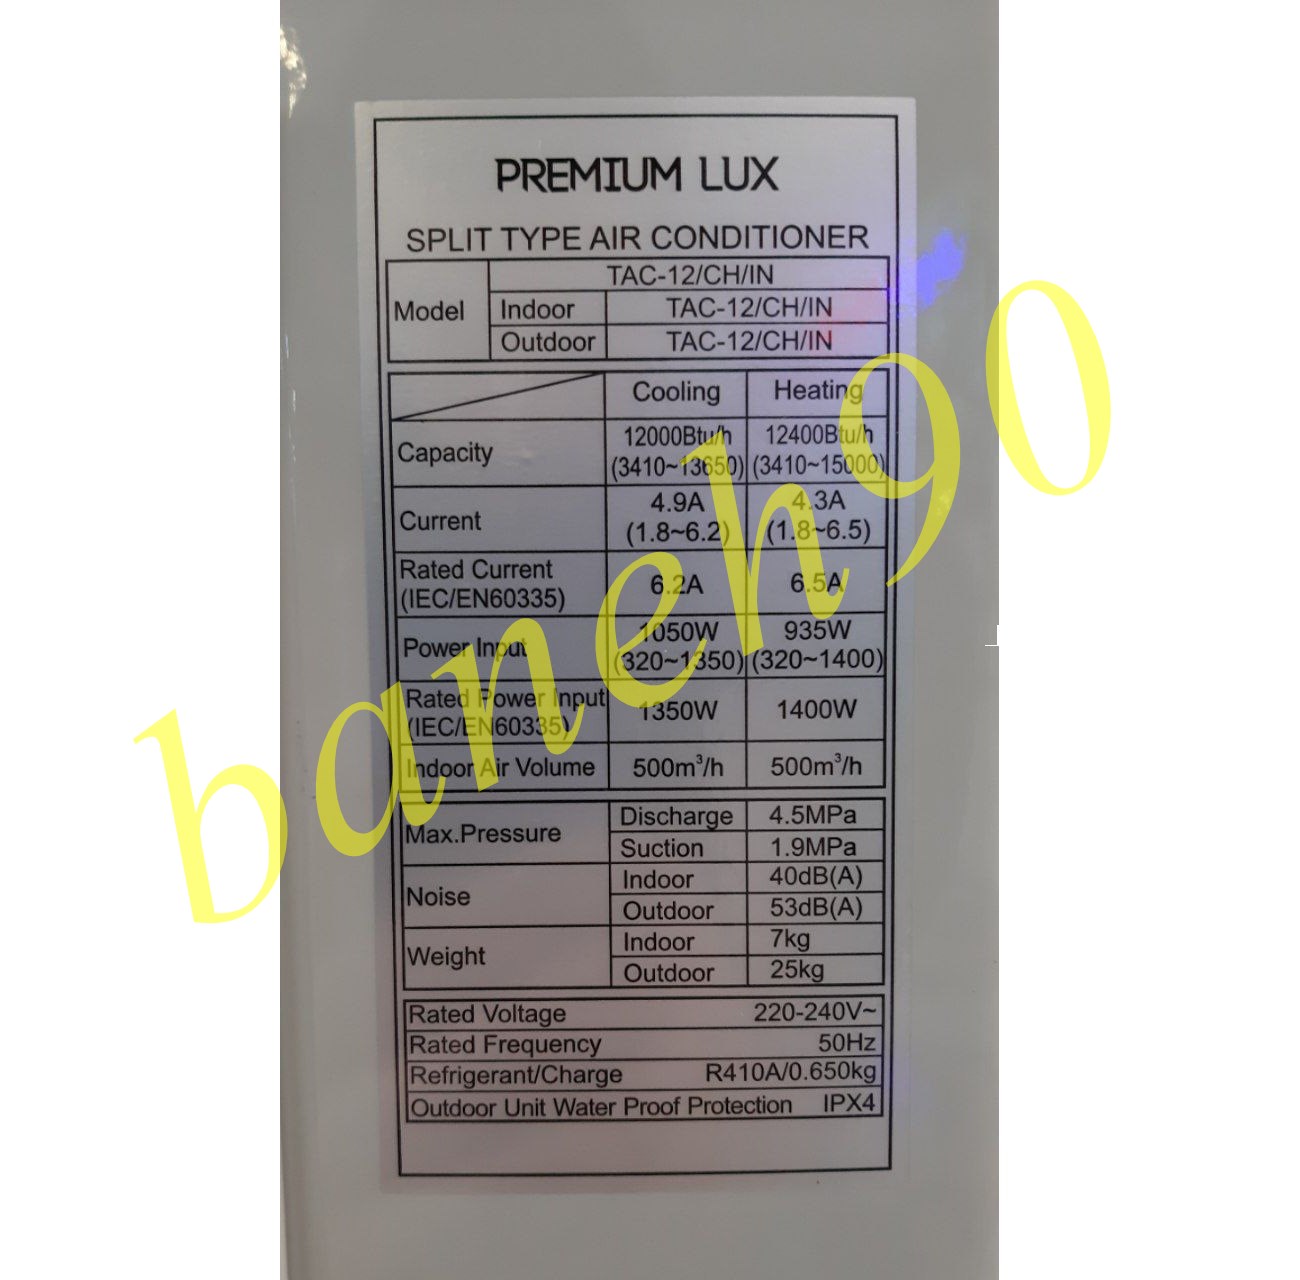 PREMIUM LUX
SPLIT TYPE AIR CONDITIONER
Model TAC-12/CH/IN
Indoor TAC-12/CH/IN
Outdoor TAC-12/CH/IN
Cooling Heating
Capacity 12000Btu/h (3410~13650) 12400Btu/h (3410~15000)
Current 4.9A (1.8~6.2) 4.3A (1.8~6.5)
Rated Current (IEC/EN60335) 6.2A 6.5A
Power Input 1050W (320~1350) 935W (320~1400)
Rated Power Input (IEC/EN60335) 1350W 1400W
Indoor Air Volume 500m³/h 500m³/h
Max.Pressure Discharge 4.5MPa
Suction 1.9MPa
Noise Indoor 40dB(A)
Outdoor 53dB(A)
Weight Indoor 7kg
Outdoor 25kg
Rated Voltage 220-240V~
Rated Frequency 50Hz
Refrigerant/Charge R410A/0.650kg
Outdoor Unit Water Proof Protection IPX4
baneh90